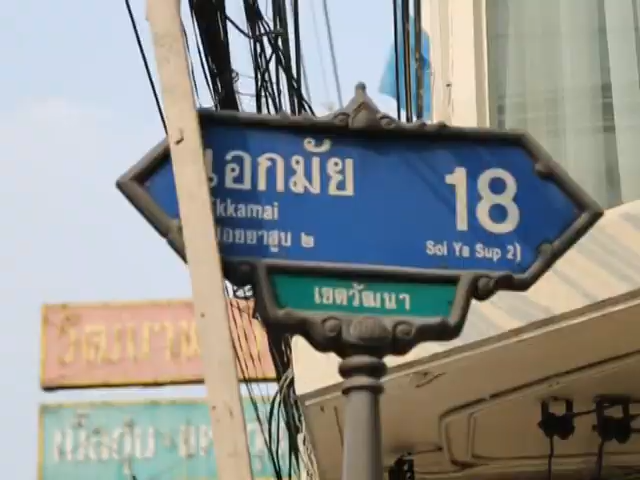 เอกมัย 18
Ekkamai
ซอยยาสูบ ๒ Soi Ya Sup 2)
เขตวัฒนา